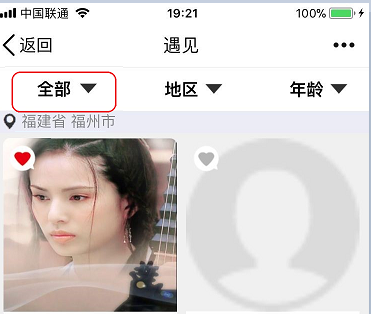 中国联通 19:21 100%
返回 遇见
全部 地区 年龄
福建省 福州市